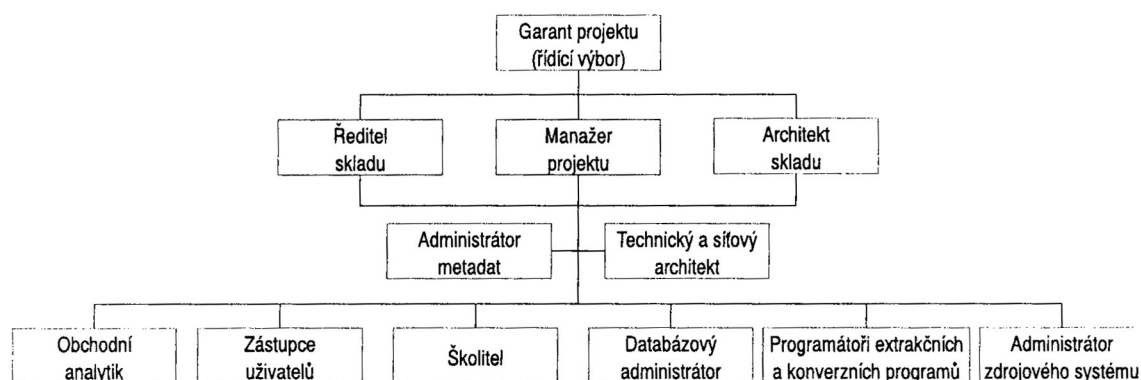 Garant projektu
(řídící výbor)
Ředitel
skladu
Manažer
projektu
Architekt
skladu
Administrátor
metadat
Technický a síťový
architekt
Obchodní
analytik
Zástupce
uživatelů
Školitel
Databázový
administrátor
Programátoři extrakčních
a konverzních programů
Administrátor
zdrojového systému